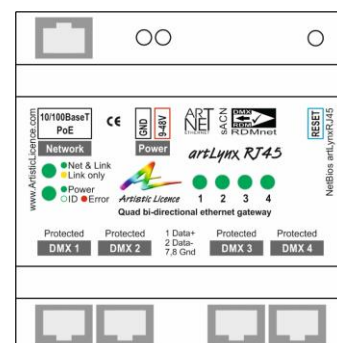 10/100BaseT
PoE
Network
CE
GND
9-48V
Power
ART
NET
ETHERNET
sACN
DMX
RDM
RDMnet
RESET
NetBios artLynxRJ45
www.ArtisticLicence.com
Net & Link
Link only
Power
ID Error
Artistic Licence
artLynx RJ45
1 2 3 4
Quad bi-directional ethernet gateway
Protected
DMX 1
Protected
DMX 2
1 Data+
2 Data-
7,8 Gnd
Protected
DMX 3
Protected
DMX 4